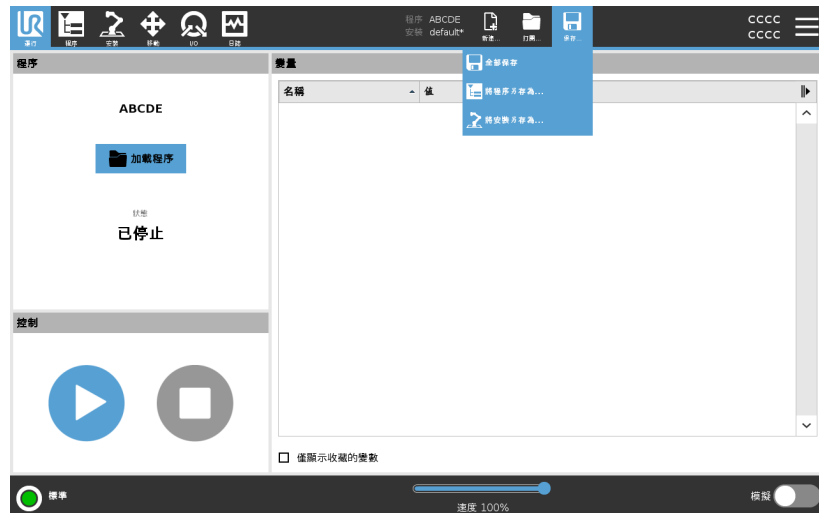 程序 ABCDE
安裝 default*
cccc
cccc
運行
程序
安裝
移動
I/O
日誌
新建...
打開...
保存...
程序
變量
全部保存
將程序另存為...
將安裝另存為...
名稱
值
ABCDE
加載程序
狀態
已停止
控制
僅顯示收藏的變數
標準
速度 100%
模擬